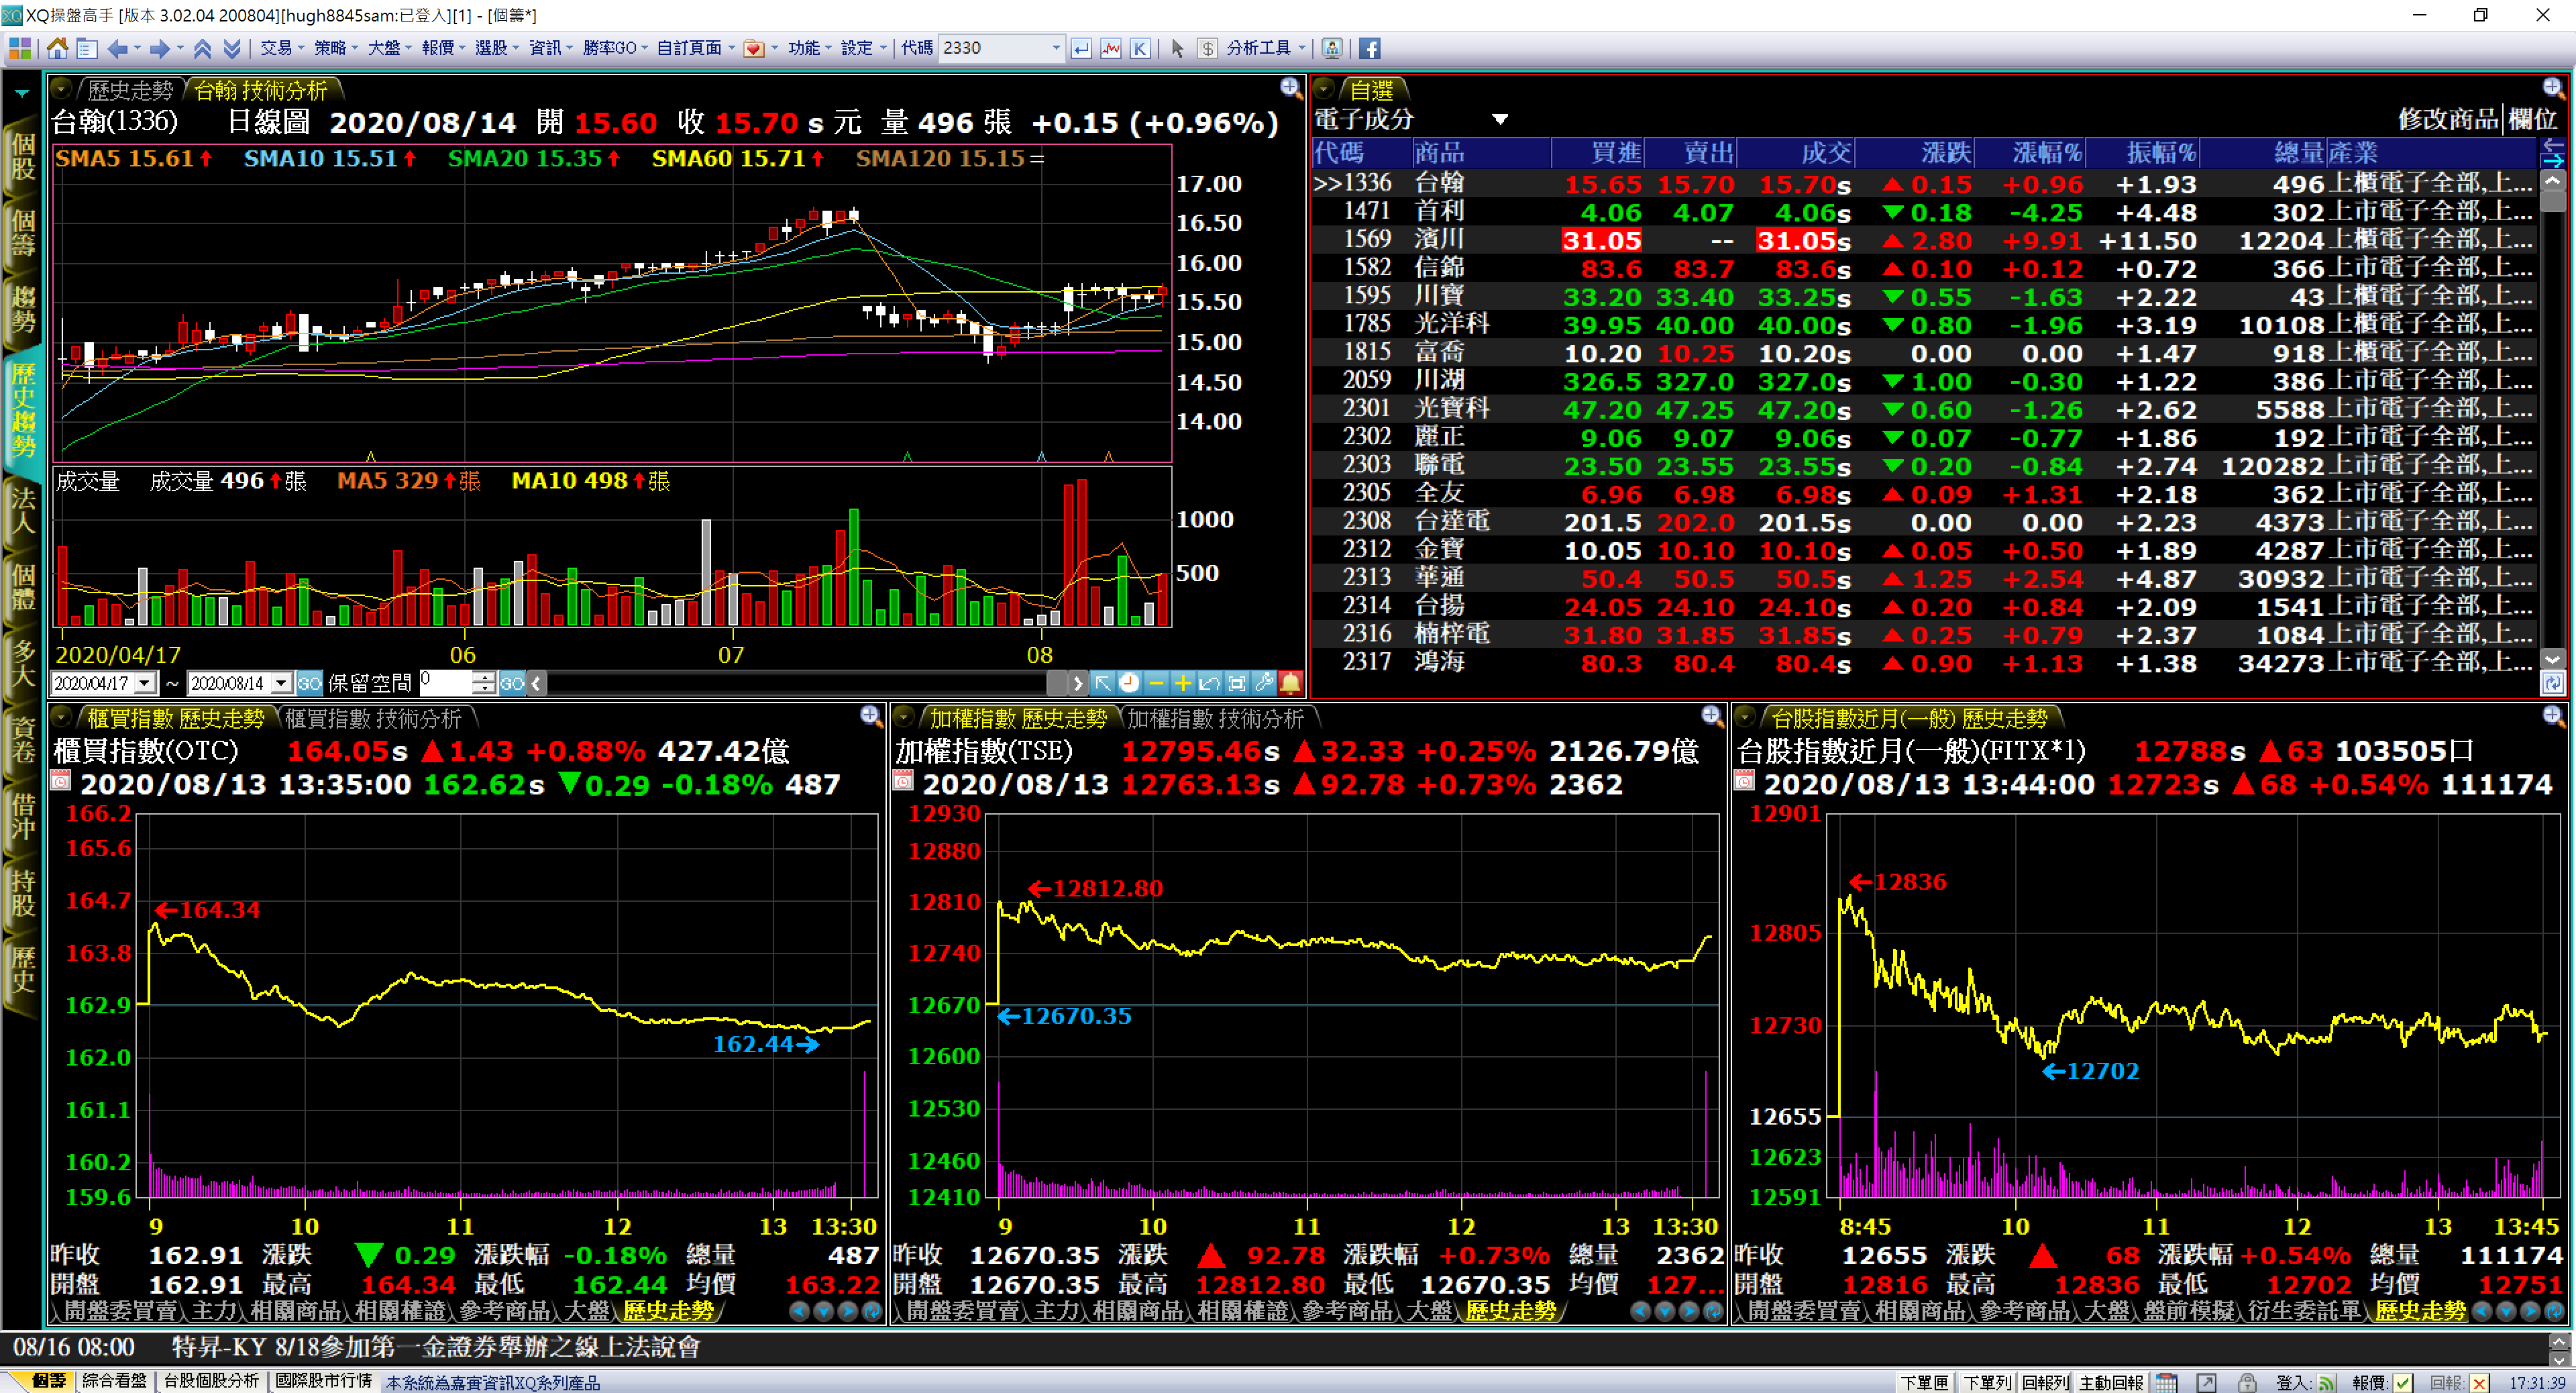 XQ操盤高手 [版本 3.02.04 200804][hugh8845sam:已登入][1] - [個籌*]
交易 策略 大盤 報價 選股 資訊 勝率GO 自訂頁面 功能 設定 代碼 2330 K $ 分析工具
個股
個籌
趨勢
歷史趨勢
法人
個體
多大
資券
借沖
持股
歷史
歷史走勢 台翰 技術分析
台翰(1336) 日線圖 2020/08/14 開 15.60 收 15.70 s 元 量 496 張 +0.15 (+0.96%)
SMA5 15.61 SMA10 15.51 SMA20 15.35 SMA60 15.71 SMA120 15.15 =
17.00
16.50
16.00
15.50
15.00
14.50
14.00
成交量 成交量 496 張 MA5 329 張 MA10 498 張
1000
500
2020/04/17 06 07 08
2020/04/17 ~ 2020/08/14 GO 保留空間 0 GO
自選
電子成分 修改商品 欄位
代碼 商品 買進 賣出 成交 漲跌 漲幅% 振幅% 總量 產業
>>1336 台翰 15.65 15.70 15.70s ▲0.15 +0.96 +1.93 496 上櫃電子全部,上...
1471 首利 4.06 4.07 4.06s ▼0.18 -4.25 +4.48 302 上市電子全部,上...
1569 濱川 31.05 -- 31.05s ▲2.80 +9.91 +11.50 12204 上櫃電子全部,上...
1582 信錦 83.6 83.7 83.6s ▲0.10 +0.12 +0.72 366 上市電子全部,上...
1595 川寶 33.20 33.40 33.25s ▼0.55 -1.63 +2.22 43 上櫃電子全部,上...
1785 光洋科 39.95 40.00 40.00s ▼0.80 -1.96 +3.19 10108 上櫃電子全部,上...
1815 富喬 10.20 10.25 10.20s 0.00 0.00 +1.47 918 上櫃電子全部,上...
2059 川湖 326.5 327.0 327.0s ▼1.00 -0.30 +1.22 386 上市電子全部,上...
2301 光寶科 47.20 47.25 47.20s ▼0.60 -1.26 +2.62 5588 上市電子全部,上...
2302 麗正 9.06 9.07 9.06s ▼0.07 -0.77 +1.86 192 上市電子全部,上...
2303 聯電 23.50 23.55 23.55s ▼0.20 -0.84 +2.74 120282 上市電子全部,上...
2305 全友 6.96 6.98 6.98s ▲0.09 +1.31 +2.18 362 上市電子全部,上...
2308 台達電 201.5 202.0 201.5s 0.00 0.00 +2.23 4373 上市電子全部,上...
2312 金寶 10.05 10.10 10.10s ▲0.05 +0.50 +1.89 4287 上市電子全部,上...
2313 華通 50.4 50.5 50.5s ▲1.25 +2.54 +4.87 30932 上市電子全部,上...
2314 台揚 24.05 24.10 24.10s ▲0.20 +0.84 +2.09 1541 上市電子全部,上...
2316 楠梓電 31.80 31.85 31.85s ▲0.25 +0.79 +2.37 1084 上市電子全部,上...
2317 鴻海 80.3 80.4 80.4s ▲0.90 +1.13 +1.38 34273 上市電子全部,上...
櫃買指數 歷史走勢 櫃買指數 技術分析
櫃買指數(OTC) 164.05s ▲1.43 +0.88% 427.42億
2020/08/13 13:35:00 162.62s ▼0.29 -0.18% 487
166.2
165.6
164.7
163.8
162.9
162.0
161.1
160.2
159.6
←164.34
162.44→
9 10 11 12 13 13:30
昨收 162.91 漲跌 ▼ 0.29 漲跌幅 -0.18% 總量 487
開盤 162.91 最高 164.34 最低 162.44 均價 163.22
開盤委買賣 主力 相關商品 相關權證 參考商品 大盤 歷史走勢
加權指數 歷史走勢 加權指數 技術分析
加權指數(TSE) 12795.46s ▲32.33 +0.25% 2126.79億
2020/08/13 12763.13s ▲92.78 +0.73% 2362
12930
12880
12810
12740
12670
12600
12530
12460
12410
←12812.80
←12670.35
9 10 11 12 13 13:30
昨收 12670.35 漲跌 ▲ 92.78 漲跌幅 +0.73% 總量 2362
開盤 12670.35 最高 12812.80 最低 12670.35 均價 127...
開盤委買賣 主力 相關商品 相關權證 參考商品 大盤 歷史走勢
台股指數近月(一般) 歷史走勢
台股指數近月(一般)(FITX*1) 12788s ▲63 103505口
2020/08/13 13:44:00 12723s ▲68 +0.54% 111174
12901
12805
12730
12655
12623
12591
←12836
←12702
8:45 10 11 12 13 13:45
昨收 12655 漲跌 ▲ 68 漲跌幅 +0.54% 總量 111174
開盤 12816 最高 12836 最低 12702 均價 12751
開盤委買賣 相關商品 參考商品 大盤 盤前模擬 衍生委託單 歷史走勢
08/16 08:00 特昇-KY 8/18參加第一金證券舉辦之線上法說會
個籌 綜合看盤 台股個股分析 國際股市行情 本系統為嘉實資訊XQ系列產品 下單匣 下單列 回報列 主動回報 登入: 報價: 回報: 17:31:39